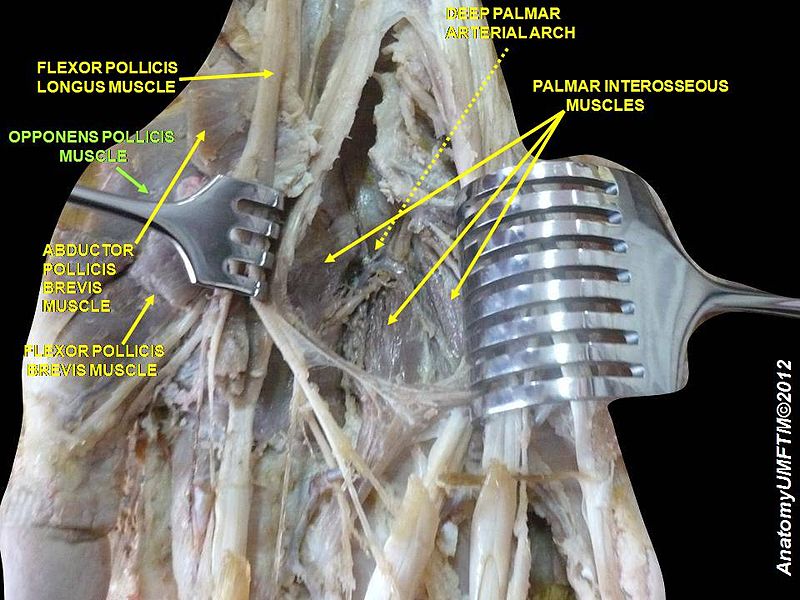 DEEP PALMAR
ARTERIAL ARCH
FLEXOR POLLICIS
LONGUS MUSCLE
PALMAR INTEROSSEOUS
MUSCLES
OPPONENS POLLICIS
MUSCLE
ABDUCTOR
POLLICIS
BREVIS
MUSCLE
FLEXOR POLLICIS
BREVIS MUSCLE
AnatomyUMFTM©2012